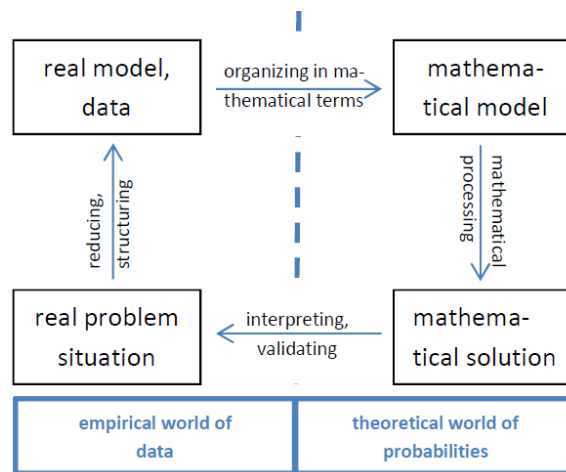 real model,
data
organizing in ma-
thematical terms
mathema-
tical model
reducing,
structuring
mathematical
processing
real problem
situation
interpreting,
validating
mathema-
tical solution
empirical world of
data
theoretical world of
probabilities